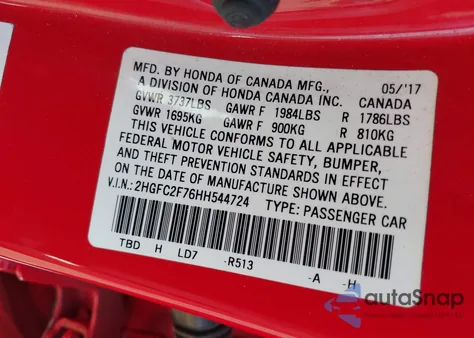 MFD. BY HONDA OF CANADA MFG., 05/'17
A DIVISION OF HONDA CANADA INC. CANADA
GVWR 3737LBS GAWR F 1984LBS R 1786LBS
GVWR 1695KG GAWR F 900KG R 810KG
THIS VEHICLE CONFORMS TO ALL APPLICABLE
FEDERAL MOTOR VEHICLE SAFETY, BUMPER,
AND THEFT PREVENTION STANDARDS IN EFFECT
ON THE DATE OF MANUFACTURE SHOWN ABOVE.
V.I.N.: 2HGFC2F76HH544724 TYPE: PASSENGER CAR
TBD H LD7 -R513 -A -H
autoSnap